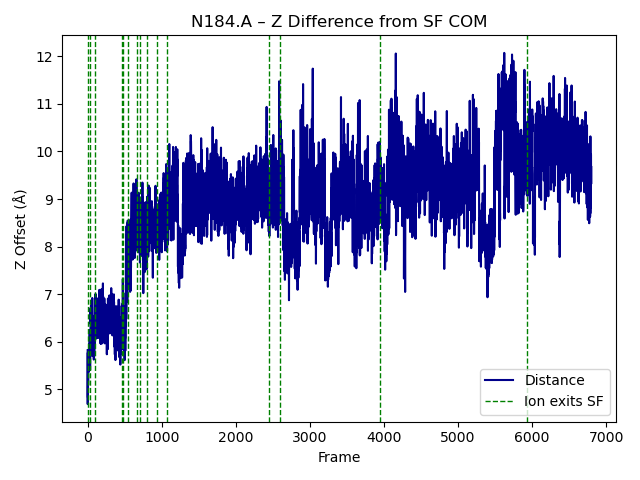 N184.A – Z Difference from SF COM
12
11
10
9
8
7
6
5
Z Offset (Å)
0 1000 2000 3000 4000 5000 6000 7000
Frame
Distance
Ion exits SF